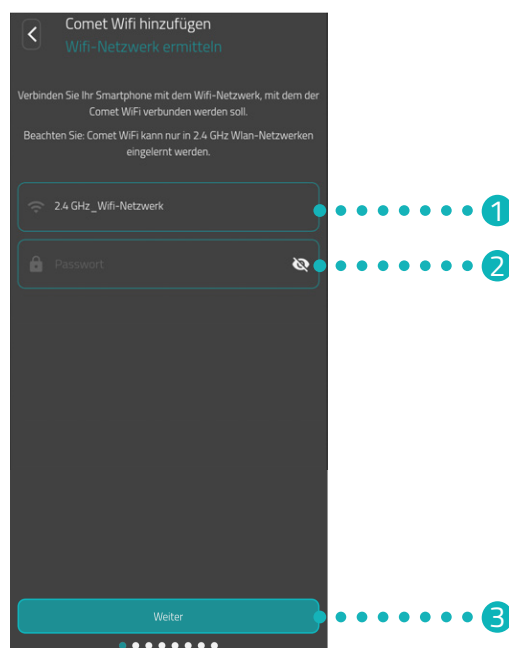 Comet Wifi hinzufügen
Wifi-Netzwerk ermitteln
Verbinden Sie Ihr Smartphone mit dem Wifi-Netzwerk, mit dem der
Comet WiFi verbunden werden soll.
Beachten Sie: Comet WiFi kann nur in 2.4 GHz Wlan-Netzwerken
eingelernt werden.
2.4 GHz_Wifi-Netzwerk
1
Passwort
2
Weiter
3